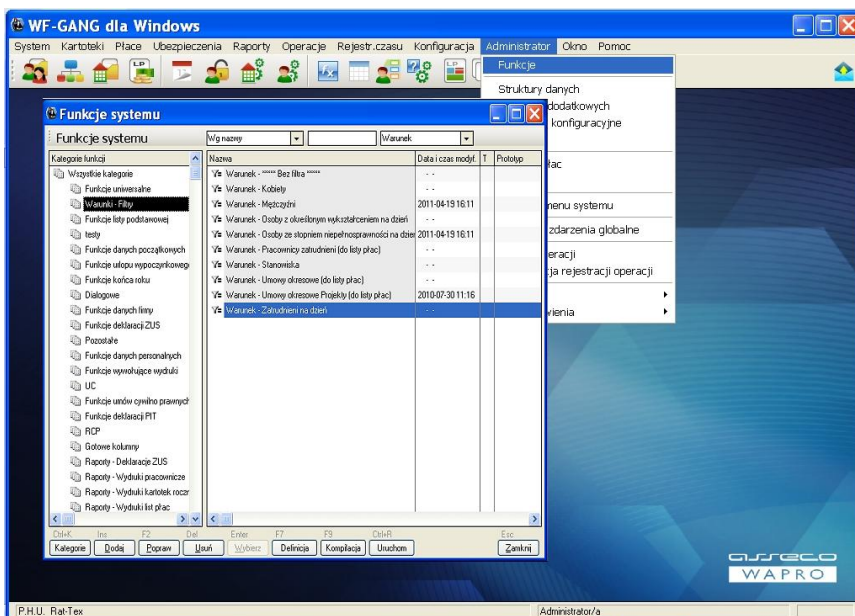 WF-GANG dla Windows
System Kartoteki Płace Ubezpieczenia Raporty Operacje Rejestr.czasu Konfiguracja Administrator Okno Pomoc
Funkcje
Struktury danych
dodatkowych
konfiguracyjne
łac
menu systemu
zdarzenia globalne
eracji
cja rejestracji operacji
wienia
Funkcje systemu
Funkcje systemu
Wg nazwy
Warunek
Kategorie funkcji
Wszystkie kategorie
Funkcje uniwersalne
Warunki - Filtry
Funkcje listy podstawowej
testy
Funkcje danych początkowych
Funkcje urlopu wypoczynkoweg
Funkcje końca roku
Dialogowe
Funkcje danych firmy
Funkcje deklaracji ZUS
Pozostałe
Funkcje danych personalnych
Funkcje wywołujące wydruki
UC
Funkcje umów cywilno prawnych
Funkcje deklaracji PIT
RCP
Gotowe kolumny
Raporty - Deklaracje ZUS
Raporty - Wydruki pracownicze
Raporty - Wydruki kartotek roczn
Raporty - Wydruki list płac
Nazwa Data i czas modyf. T Prototyp
Warunek - ***** Bez filtra ***** - -
Warunek - Kobiety - -
Warunek - Mężczyźni 2011-04-19 16:11
Warunek - Osoby z określonym wykształceniem na dzień - -
Warunek - Osoby ze stopniem niepełnosprawności na dzień 2011-04-19 16:11
Warunek - Pracownicy zatrudnieni (do listy płac) - -
Warunek - Stanowiska - -
Warunek - Umowy okresowe (do listy płac) - -
Warunek - Umowy okresowe Projekty (do listy płac) 2010-07-30 11:16
Warunek - Zatrudnieni na dzień - -
Ctrl+K Ins F2 Del Enter F7 F9 Ctrl+R Esc
Kategorie Dodaj Popraw Usuń Wybierz Definicja Kompilacja Uruchom Zamknij
asseco
WAPRO
P.H.U. Rat-Tex Administrator/a